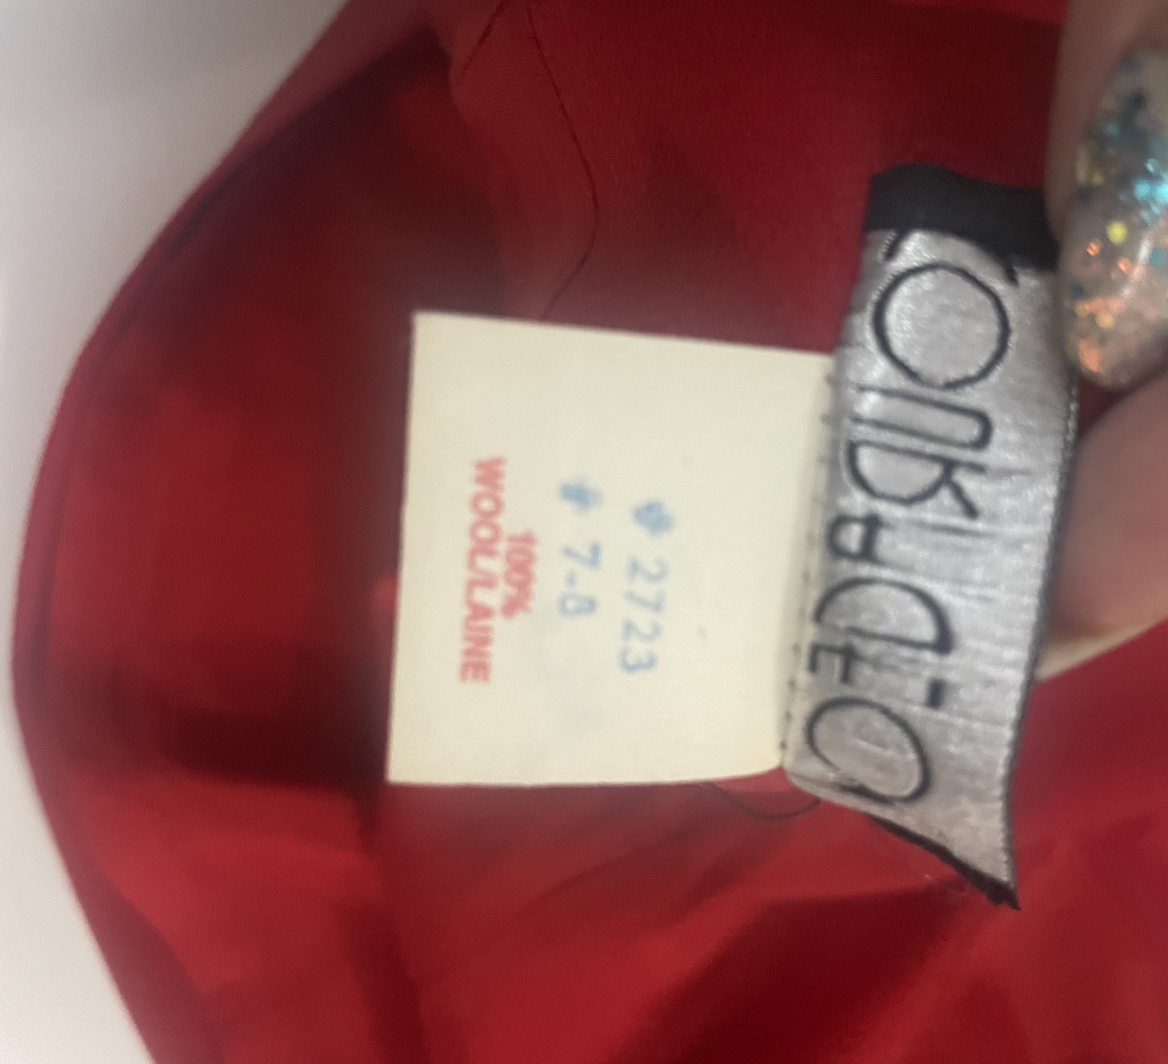 # 2723
# 7-8
100%
WOOL/LAINE